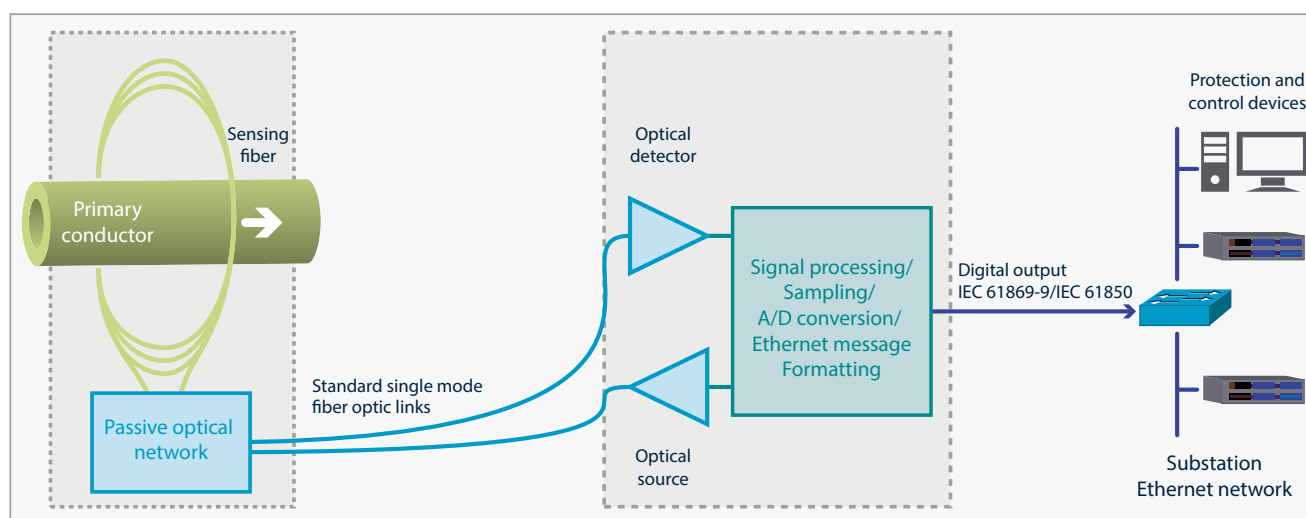 Sensing
fiber
Primary
conductor
Passive optical
network
Standard single mode
fiber optic links
Optical
detector
Optical
source
Signal processing/
Sampling/
A/D conversion/
Ethernet message
Formatting
Digital output
IEC 61869-9/IEC 61850
Protection and
control devices
Substation
Ethernet network